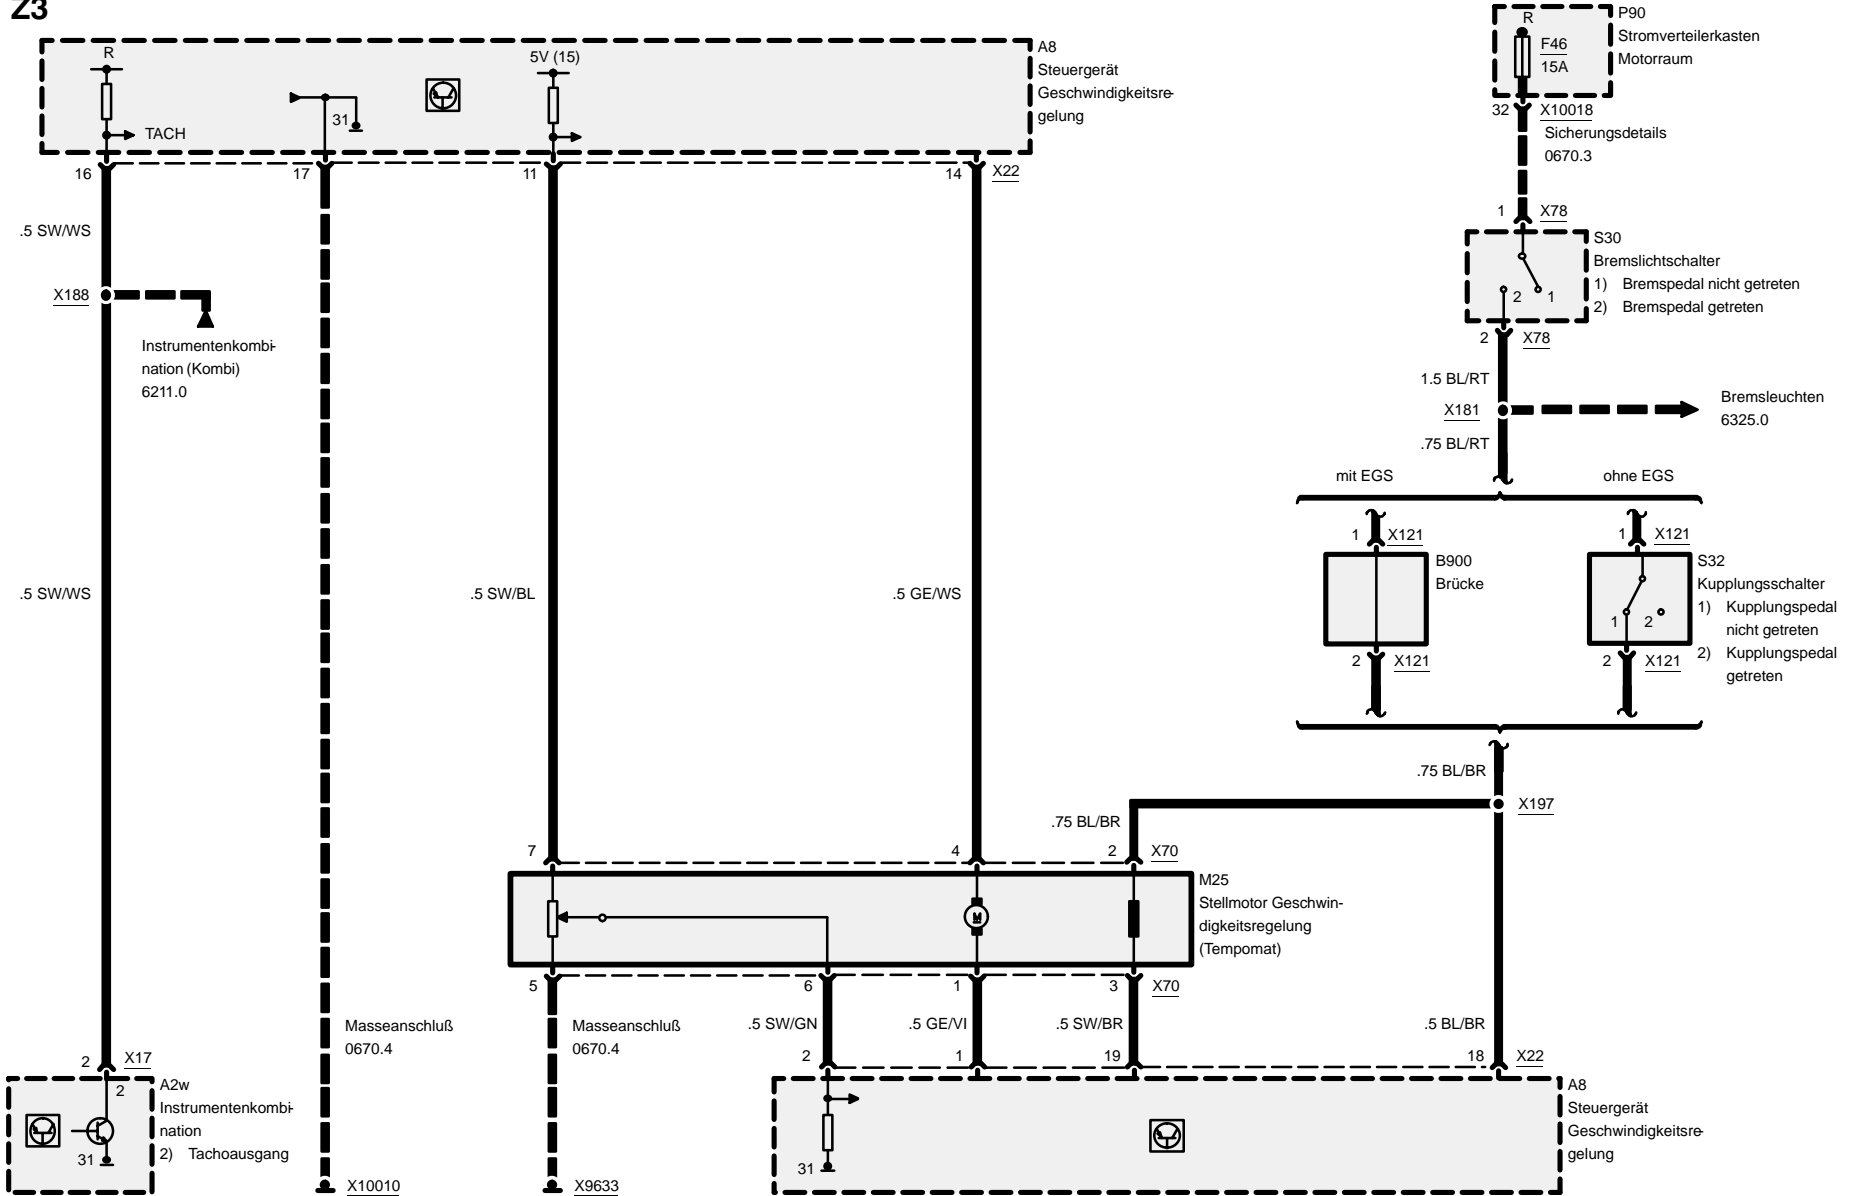 Z3
R
TACH
31
5V (15)
A8
Steuergerät
Geschwindigkeitsre-
gelung
16
17
11
14
X22
.5 SW/WS
X188
Instrumentenkombi-
nation (Kombi)
6211.0
.5 SW/WS
.5 SW/BL
.5 GE/WS
R
F46
15A
P90
Stromverteilerkasten
Motorraum
32
X10018
Sicherungsdetails
0670.3
1
X78
S30
Bremslichtschalter
1) Bremspedal nicht getreten
2) Bremspedal getreten
2
1
2
X78
1.5 BL/RT
X181
Bremsleuchten
6325.0
.75 BL/RT
mit EGS
ohne EGS
1
X121
1
X121
B900
Brücke
S32
Kupplungsschalter
1) Kupplungspedal
nicht getreten
2) Kupplungspedal
getreten
1
2
2
X121
2
X121
.75 BL/BR
X197
.75 BL/BR
7
4
2
X70
M25
Stellmotor Geschwin-
digkeitsregelung
(Tempomat)
M
5
6
1
3
X70
Masseanschluß
0670.4
Masseanschluß
0670.4
.5 SW/GN
.5 GE/VI
.5 SW/BR
.5 BL/BR
2
X17
2
1
19
18
X22
2
31
A2w
Instrumentenkombi-
nation
2) Tachoausgang
X10010
X9633
31
A8
Steuergerät
Geschwindigkeitsre-
gelung